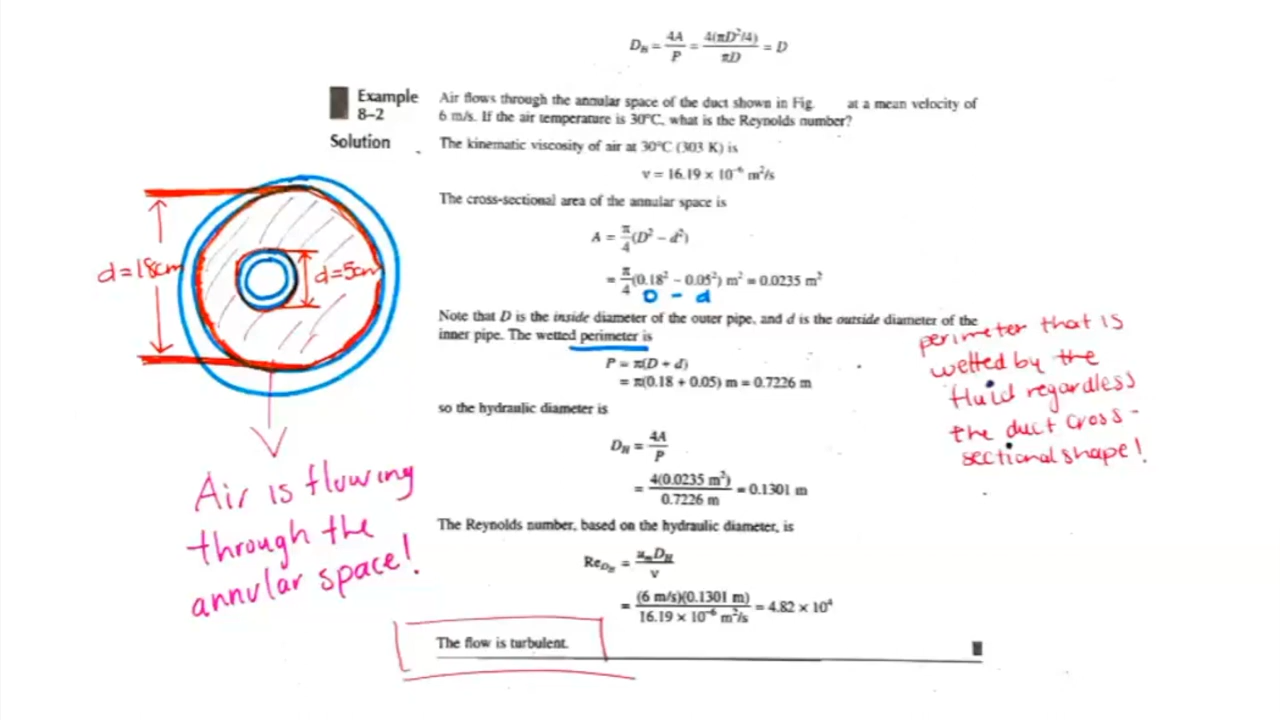 D_H = 4A/P = 4(πD²/4)/πD = D
Example
8–2
Air flows through the annular space of the duct shown in Fig. at a mean velocity of
6 m/s. If the air temperature is 30°C, what is the Reynolds number?
Solution
The kinematic viscosity of air at 30°C (303 K) is
ν = 16.19 × 10⁻⁶ m²/s
The cross-sectional area of the annular space is
A = π/4(D² − d²)
= π/4(0.18² − 0.05²) m² = 0.0235 m²
D − d
d=18cm
d=5cm
Note that D is the inside diameter of the outer pipe, and d is the outside diameter of the
inner pipe. The wetted perimeter is
P = π(D + d)
= π(0.18 + 0.05) m = 0.7226 m
perimeter that is
wetted by the
fluid regardless
the duct cross-
sectional shape!
so the hydraulic diameter is
D_H = 4A/P
= 4(0.0235 m²)/0.7226 m = 0.1301 m
Air is flowing
through the
annular space!
The Reynolds number, based on the hydraulic diameter, is
Re_D_H = u_m D_H/ν
= (6 m/s)(0.1301 m)/16.19 × 10⁻⁶ m²/s = 4.82 × 10⁴
The flow is turbulent.